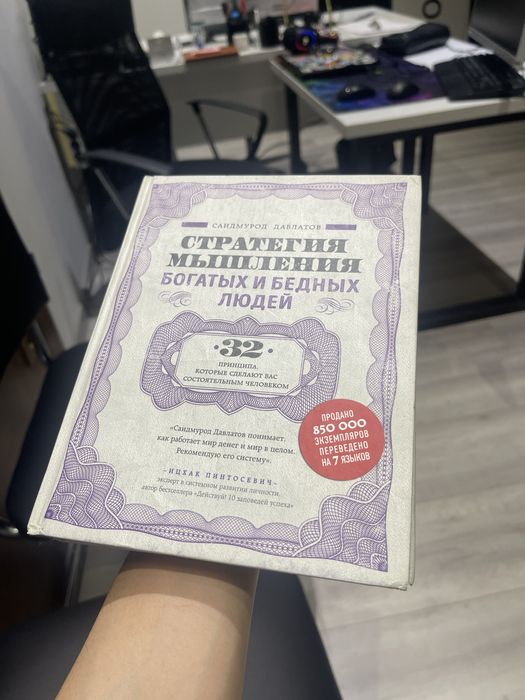 САИДМУРОД ДАВЛАТОВ
СТРАТЕГИЯ
МЫШЛЕНИЯ
БОГАТЫХ И БЕДНЫХ
ЛЮДЕЙ
·32·
ПРИНЦИПА,
КОТОРЫЕ СДЕЛАЮТ ВАС
СОСТОЯТЕЛЬНЫМ ЧЕЛОВЕКОМ
ПРОДАНО
850 000
ЭКЗЕМПЛЯРОВ
ПЕРЕВЕДЕНО
НА 7 ЯЗЫКОВ
«Саидмурод Давлатов понимает,
как работает мир денег и мир в целом.
Рекомендую его систему».
–ИЦХАК ПИНТОСЕВИЧ–
эксперт в системном развитии личности,
автор бестселлера «Действуй! 10 заповедей успеха»